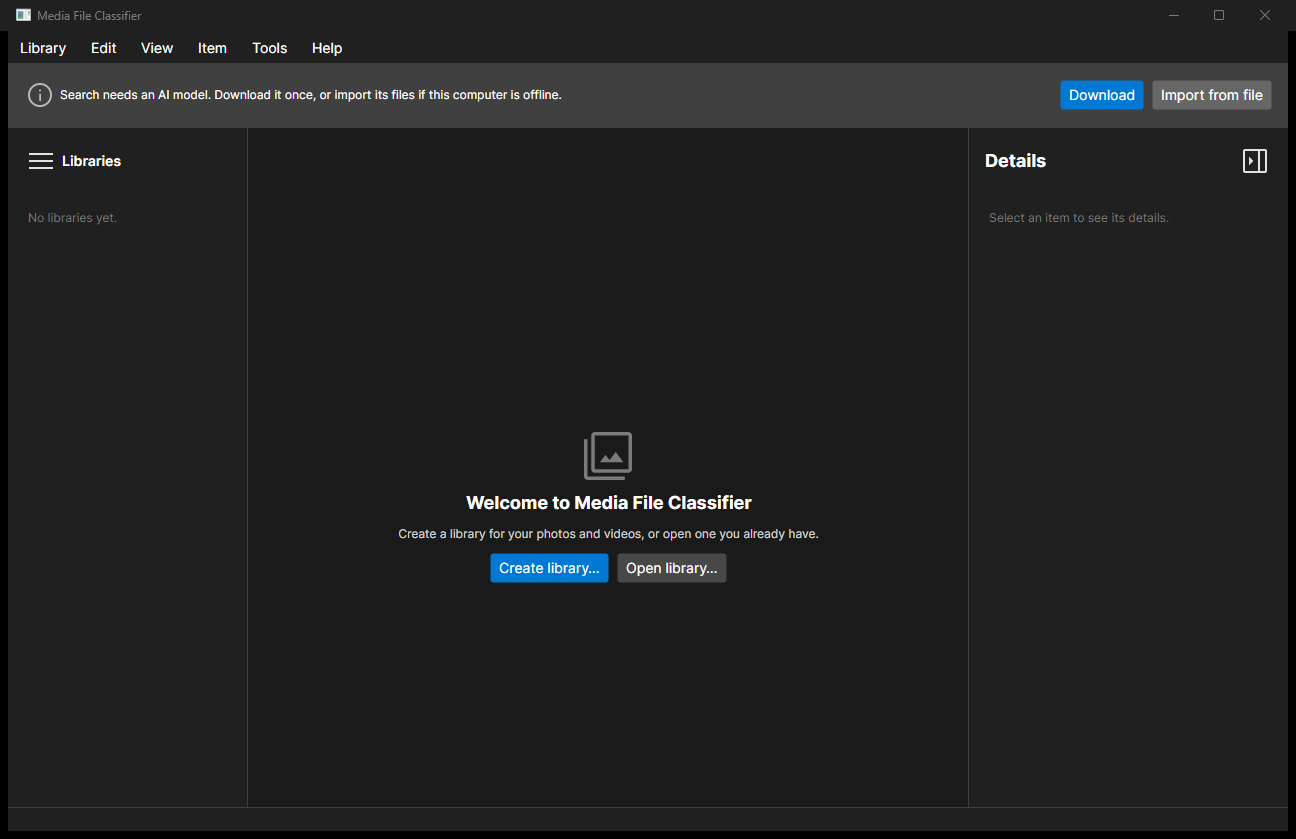 Media File Classifier
Library Edit View Item Tools Help
Search needs an AI model. Download it once, or import its files if this computer is offline.
Download
Import from file
Libraries
No libraries yet.
Welcome to Media File Classifier
Create a library for your photos and videos, or open one you already have.
Create library...
Open library...
Details
Select an item to see its details.